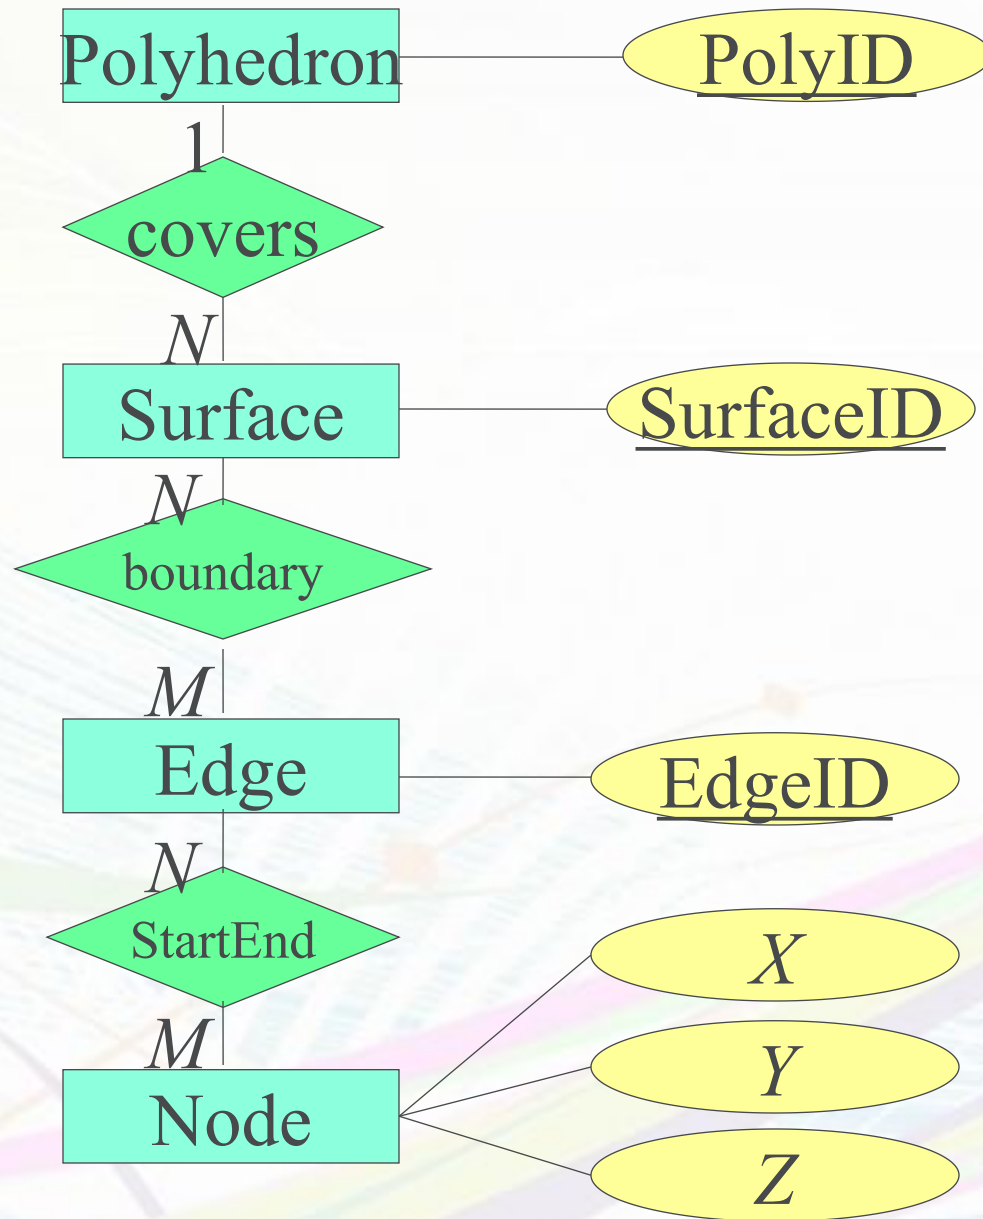 Polyhedron PolyID
1
covers
N
Surface SurfaceID
N
boundary
M
Edge EdgeID
N
StartEnd
X
M
Y
Node
Z